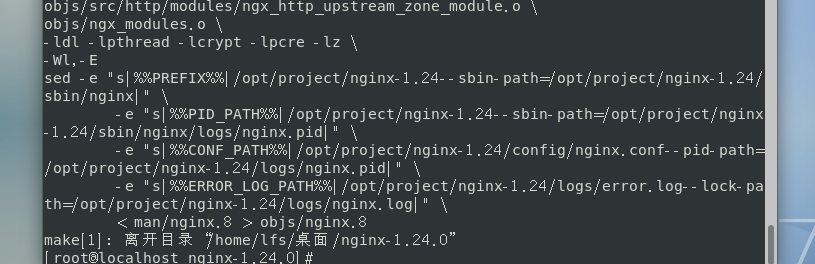 objs/src/http/modules/ngx_http_upstream_zone_module.o \
objs/ngx_modules.o \
-ldl -lpthread -lcrypt -lpcre -lz \
-Wl,-E
sed -e "s|%%PREFIX%%|/opt/project/nginx-1.24--sbin-path=/opt/project/nginx-1.24/
sbin/nginx|" \
-e "s|%%PID_PATH%%|/opt/project/nginx-1.24--sbin-path=/opt/project/nginx
-1.24/sbin/nginx/logs/nginx.pid|" \
-e "s|%%CONF_PATH%%|/opt/project/nginx-1.24/config/nginx.conf--pid-path=
/opt/project/nginx-1.24/logs/nginx.pid|" \
-e "s|%%ERROR_LOG_PATH%%|/opt/project/nginx-1.24/logs/error.log--lock-pa
th=/opt/project/nginx-1.24/logs/nginx.log|" \
< man/nginx.8 > objs/nginx.8
make[1]: 离开目录“/home/lfs/桌面/nginx-1.24.0”
[root@localhost nginx-1.24.0]#